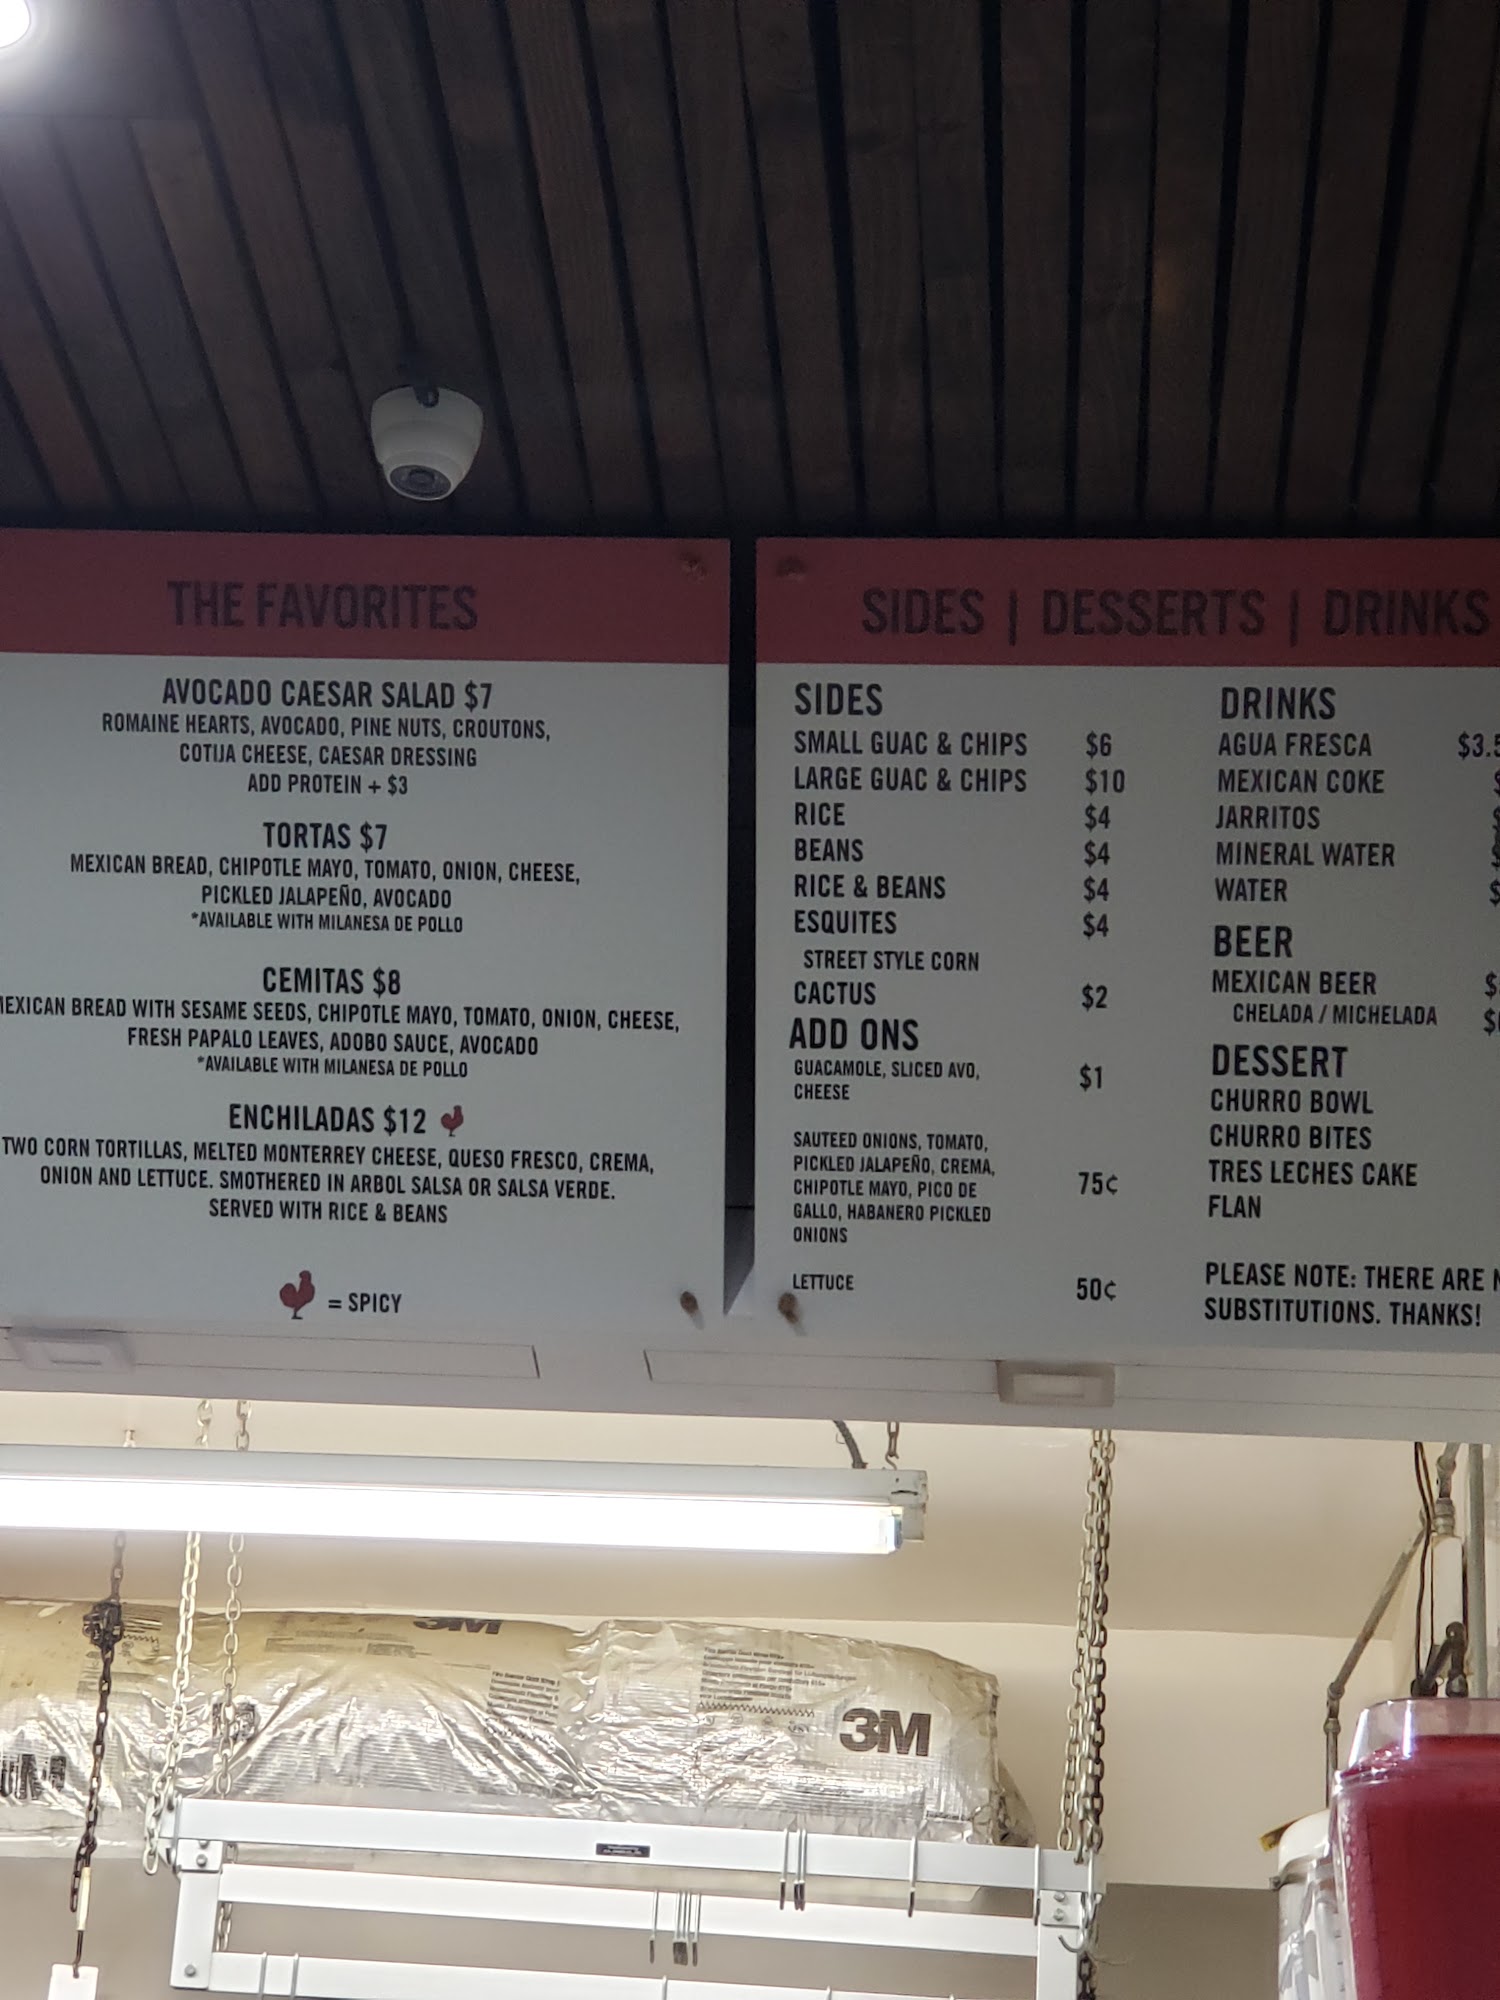 THE FAVORITES
AVOCADO CAESAR SALAD $7
ROMAINE HEARTS, AVOCADO, PINE NUTS, CROUTONS,
COTIJA CHEESE, CAESAR DRESSING
ADD PROTEIN + $3
TORTAS $7
MEXICAN BREAD, CHIPOTLE MAYO, TOMATO, ONION, CHEESE,
PICKLED JALAPEÑO, AVOCADO
*AVAILABLE WITH MILANESA DE POLLO
CEMITAS $8
MEXICAN BREAD WITH SESAME SEEDS, CHIPOTLE MAYO, TOMATO, ONION, CHEESE,
FRESH PAPALO LEAVES, ADOBO SAUCE, AVOCADO
*AVAILABLE WITH MILANESA DE POLLO
ENCHILADAS $12
TWO CORN TORTILLAS, MELTED MONTERREY CHEESE, QUESO FRESCO, CREMA,
ONION AND LETTUCE. SMOTHERED IN ARBOL SALSA OR SALSA VERDE.
SERVED WITH RICE & BEANS
= SPICY
SIDES | DESSERTS | DRINKS
SIDES
SMALL GUAC & CHIPS $6
LARGE GUAC & CHIPS $10
RICE $4
BEANS $4
RICE & BEANS $4
ESQUITES $4
STREET STYLE CORN
CACTUS $2
ADD ONS
GUACAMOLE, SLICED AVO, $1
CHEESE
SAUTEED ONIONS, TOMATO,
PICKLED JALAPEÑO, CREMA,
CHIPOTLE MAYO, PICO DE 75¢
GALLO, HABANERO PICKLED
ONIONS
LETTUCE 50¢
DRINKS
AGUA FRESCA $3.5
MEXICAN COKE
JARRITOS
MINERAL WATER
WATER
BEER
MEXICAN BEER
CHELADA / MICHELADA
DESSERT
CHURRO BOWL
CHURRO BITES
TRES LECHES CAKE
FLAN
PLEASE NOTE: THERE ARE
SUBSTITUTIONS. THANKS!
3M
3M